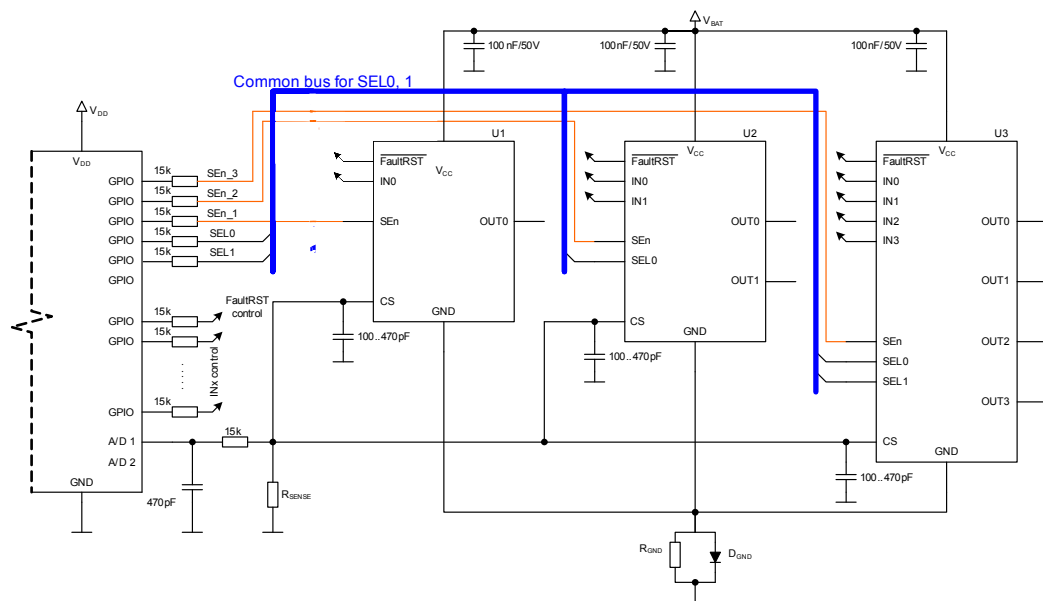 VBAT
100nF/50V
100nF/50V
100nF/50V
Common bus for SEL0, 1
VDD
U1
U2
U3
VDD
FaultRST
VCC
IN0
SEn
OUT0
CS
GND
FaultRST
VCC
IN0
IN1
OUT0
SEn
SEL0
OUT1
CS
GND
FaultRST
VCC
IN0
IN1
IN2
IN3
OUT0
OUT1
OUT2
SEn
SEL0
SEL1
OUT3
CS
GND
GPIO
15k
SEn_3
GPIO
15k
SEn_2
GPIO
15k
SEn_1
GPIO
15k
SEL0
GPIO
15k
SEL1
GPIO
FaultRST
control
GPIO
15k
GPIO
15k
INx control
GPIO
15k
A/D 1
15k
A/D 2
GND
470pF
RSENSE
100..470pF
100..470pF
100..470pF
RGND
DGND